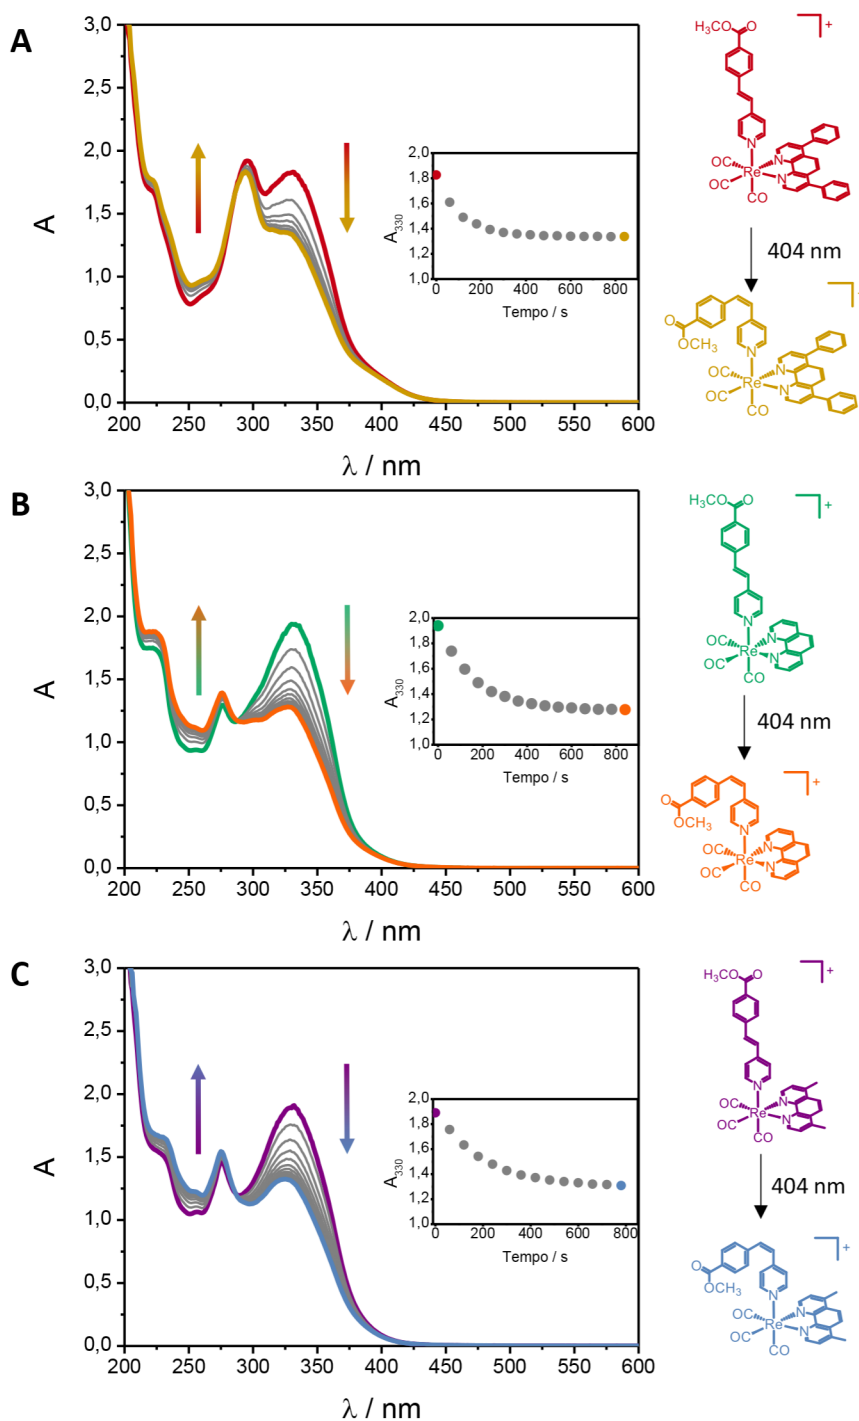 A
3,0
2,5
2,0
1,5
1,0
0,5
0,0
A
200 250 300 350 400 450 500 550 600
λ / nm
2,0
1,8
1,6
1,4
1,2
1,0
A330
0 200 400 600 800
Tempo / s
H3CO O
+
N
OC Re N
OC N
CO
404 nm
O
OCH3
N
OC Re N
OC N
CO
B
3,0
2,5
2,0
1,5
1,0
0,5
0,0
A
200 250 300 350 400 450 500 550 600
λ / nm
2,0
1,8
1,6
1,4
1,2
1,0
A330
0 200 400 600 800
Tempo / s
H3CO O
+
N
OC Re N
OC N
CO
404 nm
+
O
OCH3
N
OC Re N
OC N
CO
C
3,0
2,5
2,0
1,5
1,0
0,5
0,0
A
200 250 300 350 400 450 500 550 600
λ / nm
2,0
1,8
1,6
1,4
1,2
1,0
A330
0 200 400 600 800
Tempo / s
H3CO O
+
N
OC Re N
OC N
CO
404 nm
+
O
OCH3
N
OC Re N
OC N
CO